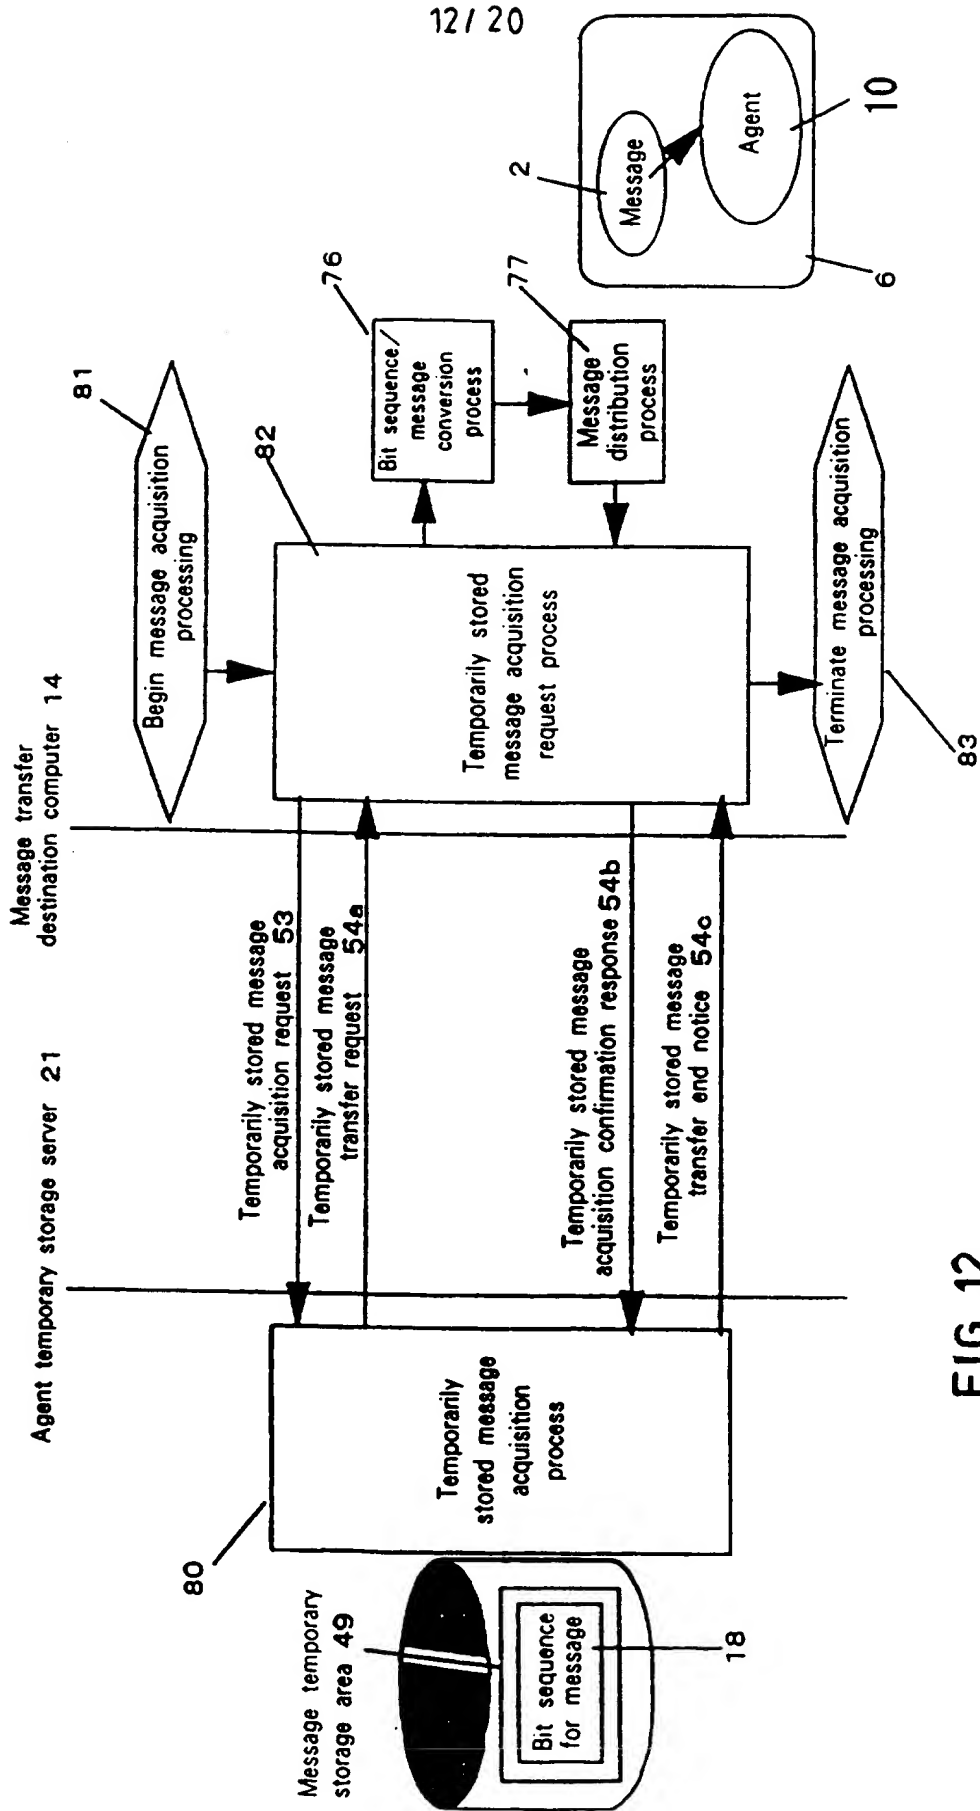 12/20
Agent temporary storage server 21
Message transfer
destination computer 14
Begin message acquisition
processing
81
82
76
Bit sequence/
message
conversion
process
77
Message
distribution
process
2
Message
Agent
10
6
Temporarily stored message
acquisition request 53
Temporarily stored message
transfer request 54a
Temporarily stored
message acquisition
request process
80
Temporarily
stored message
acquisition
process
Message temporary
storage area 49
Bit sequence
for message
18
Temporarily stored message
acquisition confirmation response 54b
Temporarily stored message
transfer end notice 54c
Terminate message acquisition
processing
83
FIG. 12